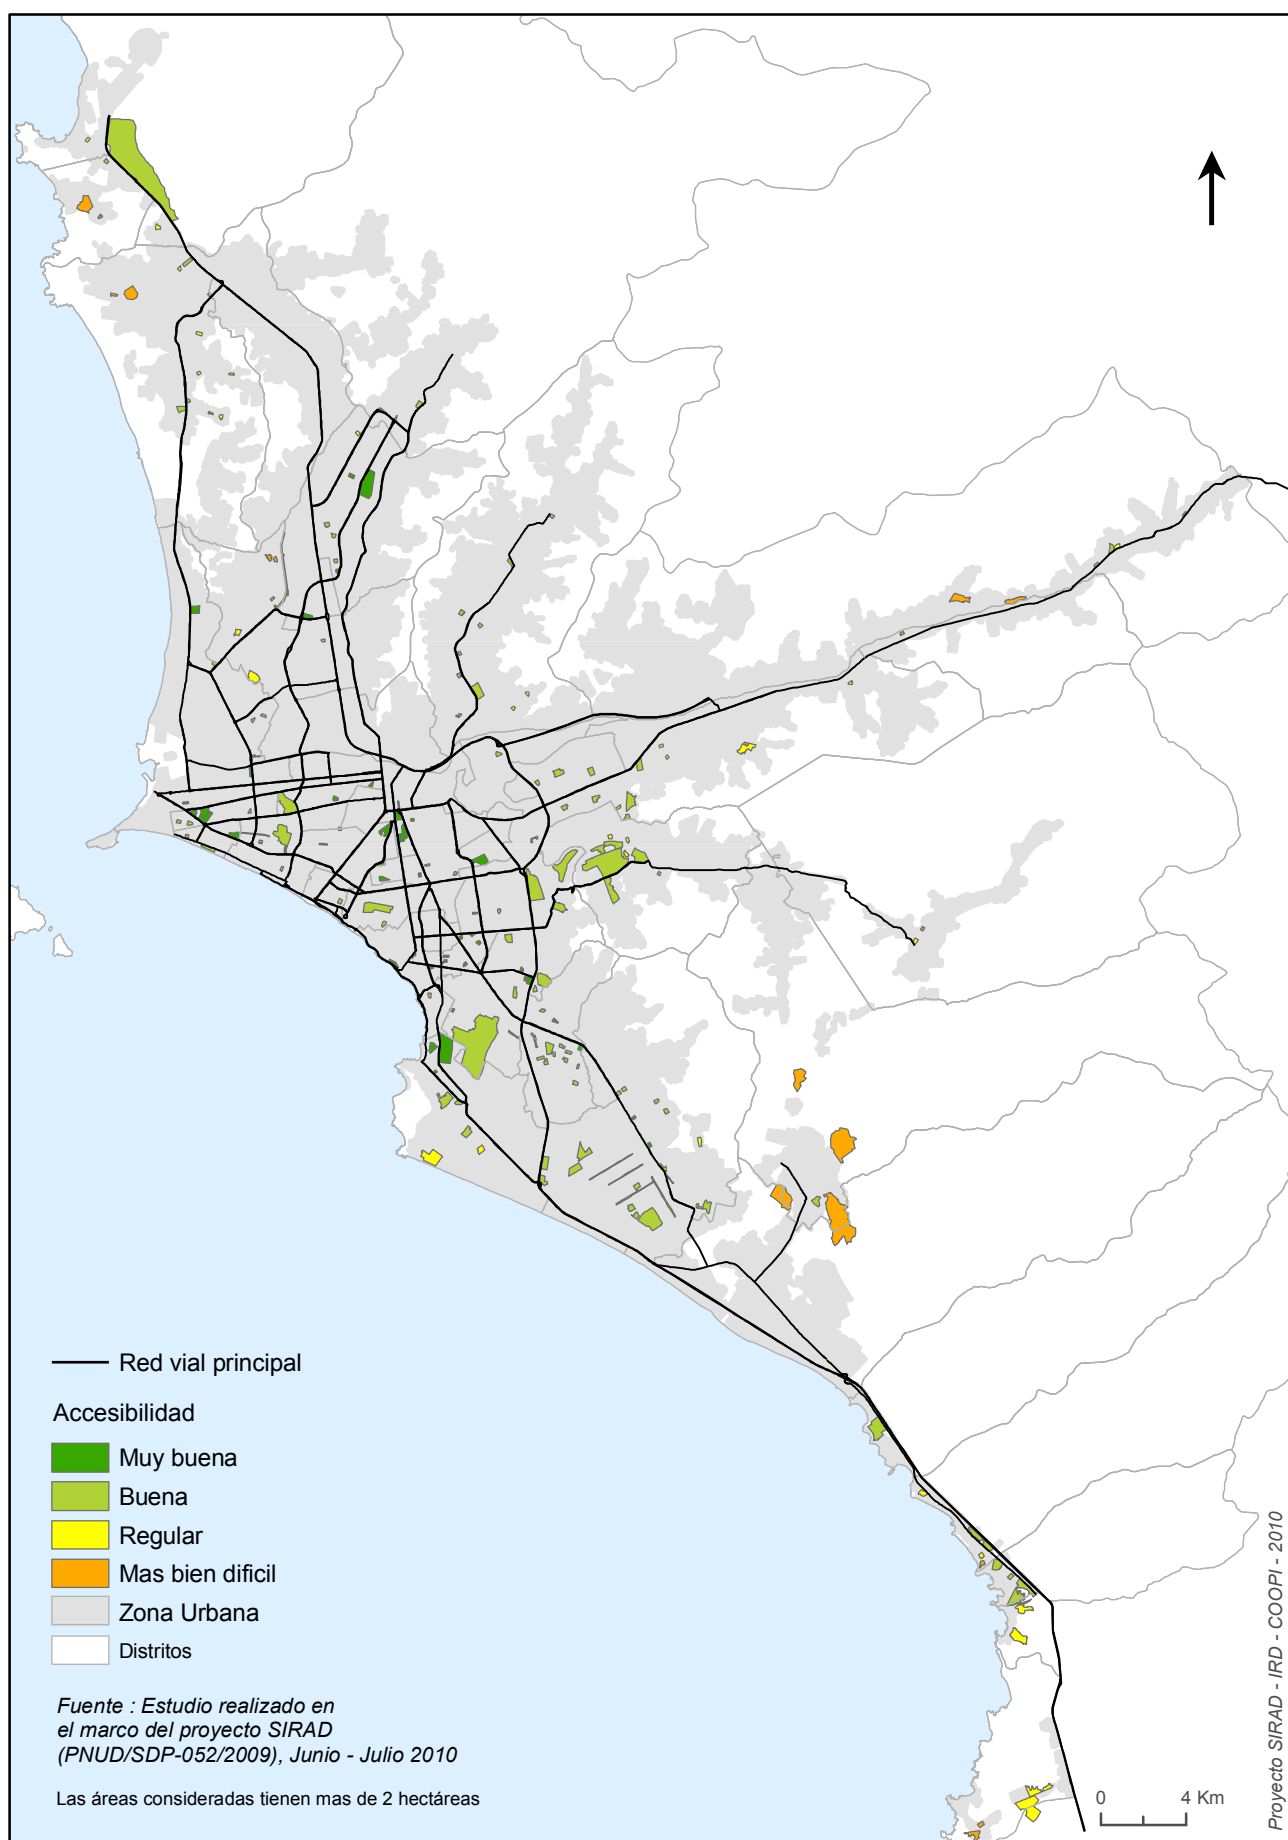 Red vial principal
Accesibilidad
Muy buena
Buena
Regular
Mas bien dificil
Zona Urbana
Distritos
Fuente : Estudio realizado en
el marco del proyecto SIRAD
(PNUD/SDP-052/2009), Junio - Julio 2010
Las áreas consideradas tienen mas de 2 hectáreas
0 4 Km
Proyecto SIRAD - IRD - COOPI - 2010